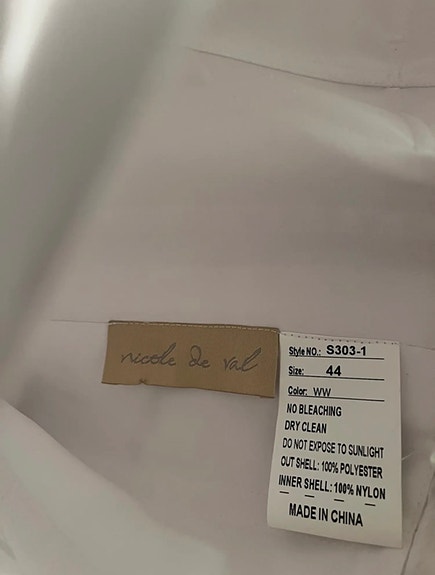 nicole de val
Style NO.: S303-1
Size: 44
Color: WW
NO BLEACHING
DRY CLEAN
DO NOT EXPOSE TO SUNLIGHT
OUT SHELL: 100% POLYESTER
INNER SHELL: 100% NYLON
MADE IN CHINA